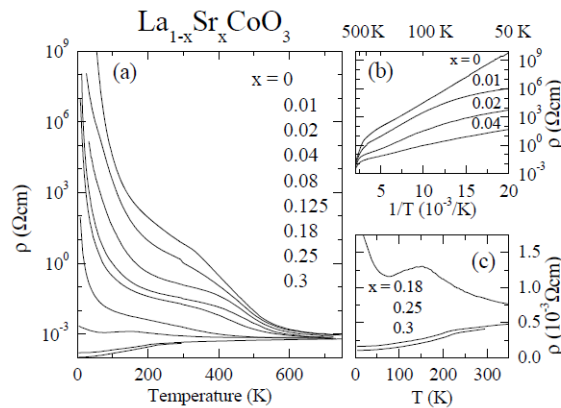 La1-xSrxCoO3
500K 100K 50K
(a)
x = 0
0.01
0.02
0.04
0.08
0.125
0.18
0.25
0.3
10^9
10^6
10^3
10^0
10^-3
ρ (Ωcm)
0 200 400 600
Temperature (K)
(b)
x = 0
0.01
0.02
0.04
10^9
10^6
10^3
10^0
10^-3
ρ (Ωcm)
5 10 15 20
1/T (10^-3/K)
(c)
x = 0.18
0.25
0.3
1.5
1.0
0.5
0.0
ρ (10^-3Ωcm)
0 100 200 300
T (K)